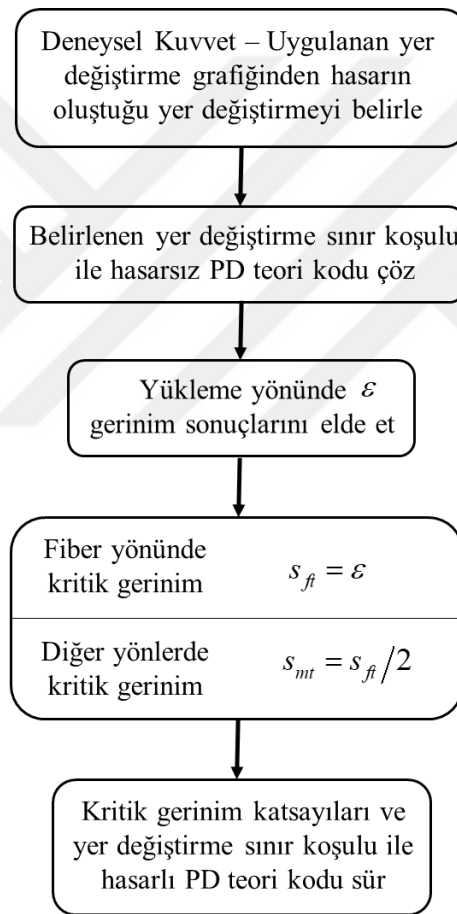 Deneysel Kuvvet – Uygulanan yer
değiştirme grafiğinden hasarın
oluştuğu yer değiştirmeyi belirle
Belirlenen yer değiştirme sınır koşulu
ile hasarsız PD teori kodu çöz
Yükleme yönünde ε
gerinim sonuçlarını elde et
Fiber yönünde
kritik gerinim
s_ft = ε
Diğer yönlerde
kritik gerinim
s_mt = s_ft/2
Kritik gerinim katsayıları ve
yer değiştirme sınır koşulu ile
hasarlı PD teori kodu sür